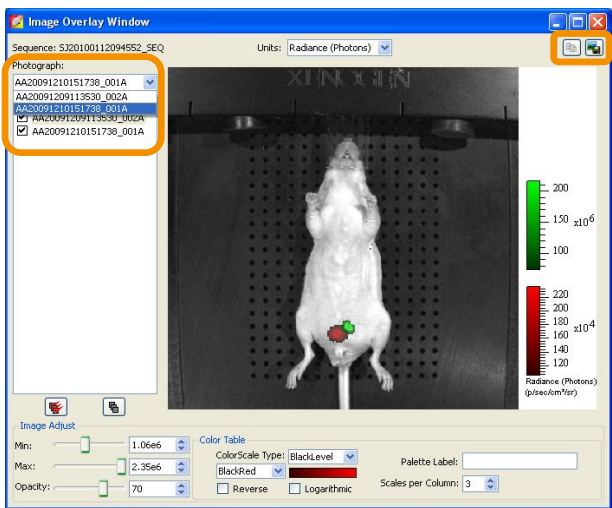 Image Overlay Window
Sequence: SJ20100112094552_SEQ
Units: Radiance (Photons)
Photograph:
AA20091210151738_001A
AA20091209113530_002A
AA20091210151738_001A
AA20091209113530_002A
AA20091210151738_001A
XENOGEN
200
150 x10⁶
100
220
200
180 x10⁴
160
140
120
Radiance (Photons)
(p/sec/cm²/sr)
Image Adjust
Min: 1.06e6
Max: 2.35e6
Opacity: 70
Color Table
ColorScale Type: BlackLevel
BlackRed
Reverse
Logarithmic
Palette Label:
Scales per Column: 3